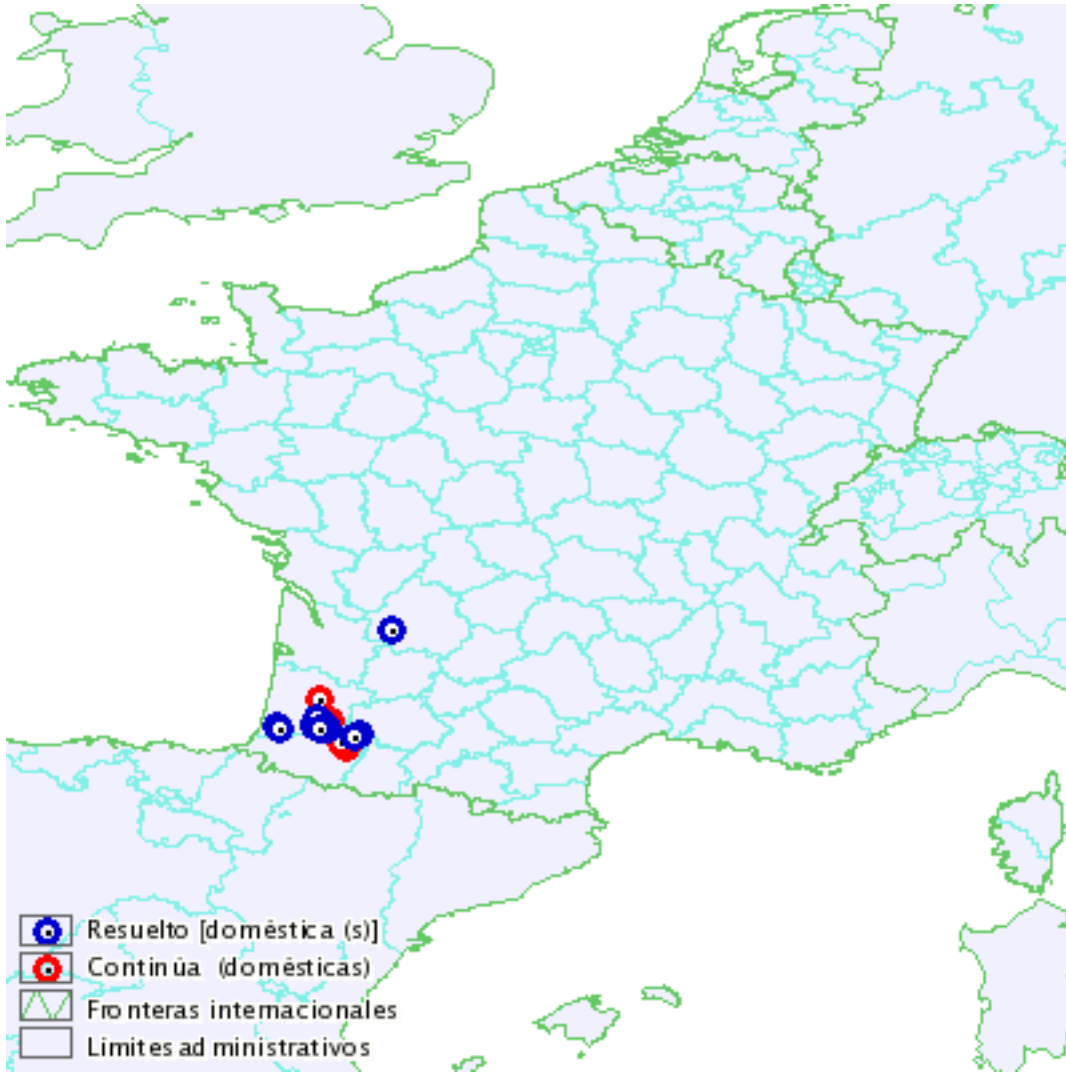 Resuelto [doméstica (s)]
Continúa (domésticas)
Fronteras internacionales
Límites administrativos